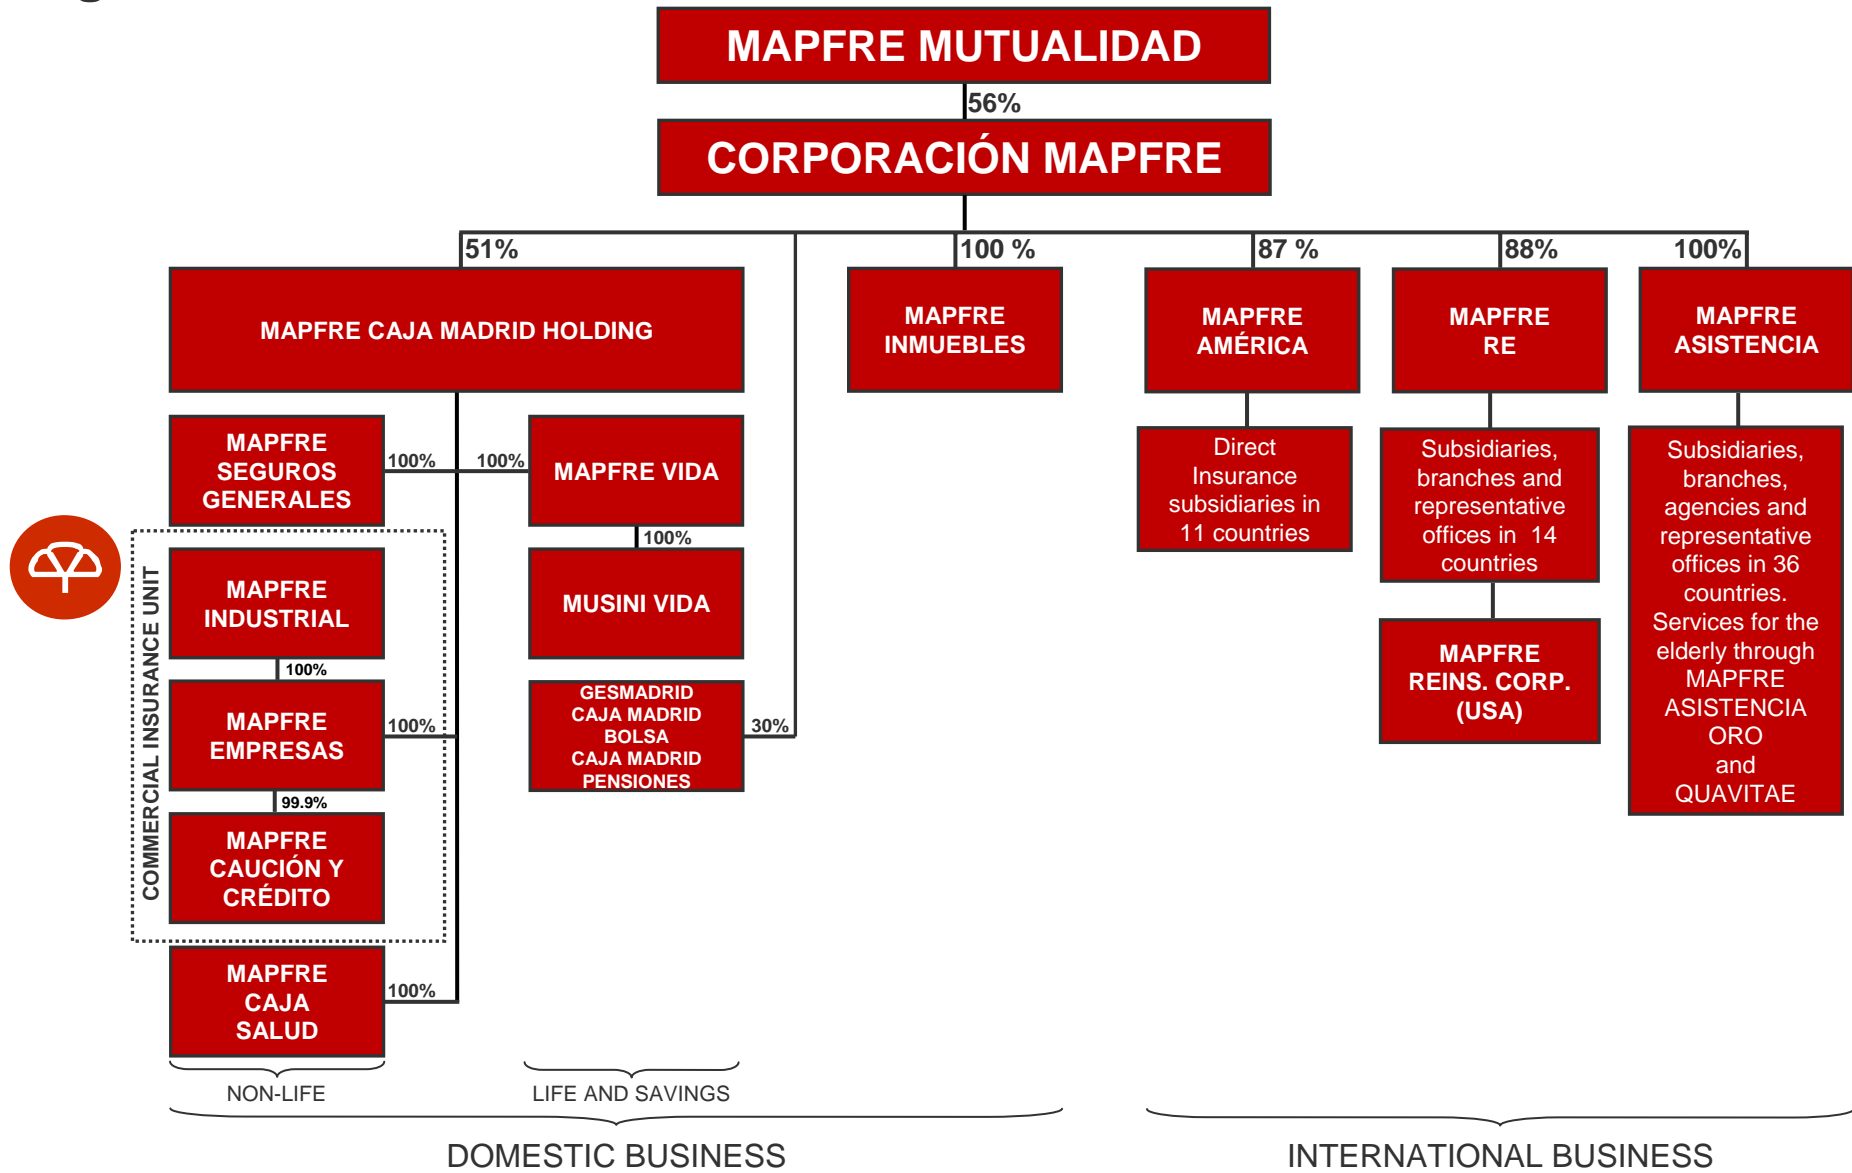 MAPFRE MUTUALIDAD
56%
CORPORACIÓN MAPFRE
51%
100 %
87 %
88%
100%
MAPFRE CAJA MADRID HOLDING
MAPFRE
INMUEBLES
MAPFRE
AMÉRICA
MAPFRE
RE
MAPFRE
ASISTENCIA
MAPFRE
SEGUROS
GENERALES
100%
100%
MAPFRE VIDA
100%
MUSINI VIDA
COMMERCIAL INSURANCE UNIT
MAPFRE
INDUSTRIAL
100%
MAPFRE
EMPRESAS
100%
99.9%
MAPFRE
CAUCIÓN Y
CRÉDITO
MAPFRE
CAJA
SALUD
100%
GESMADRID
CAJA MADRID
BOLSA
CAJA MADRID
PENSIONES
30%
Direct
Insurance
subsidiaries in
11 countries
Subsidiaries,
branches and
representative
offices in 14
countries
MAPFRE
REINS. CORP.
(USA)
Subsidiaries,
branches,
agencies and
representative
offices in 36
countries.
Services for the
elderly through
MAPFRE
ASISTENCIA
ORO
and
QUAVITAE
NON-LIFE
LIFE AND SAVINGS
DOMESTIC BUSINESS
INTERNATIONAL BUSINESS